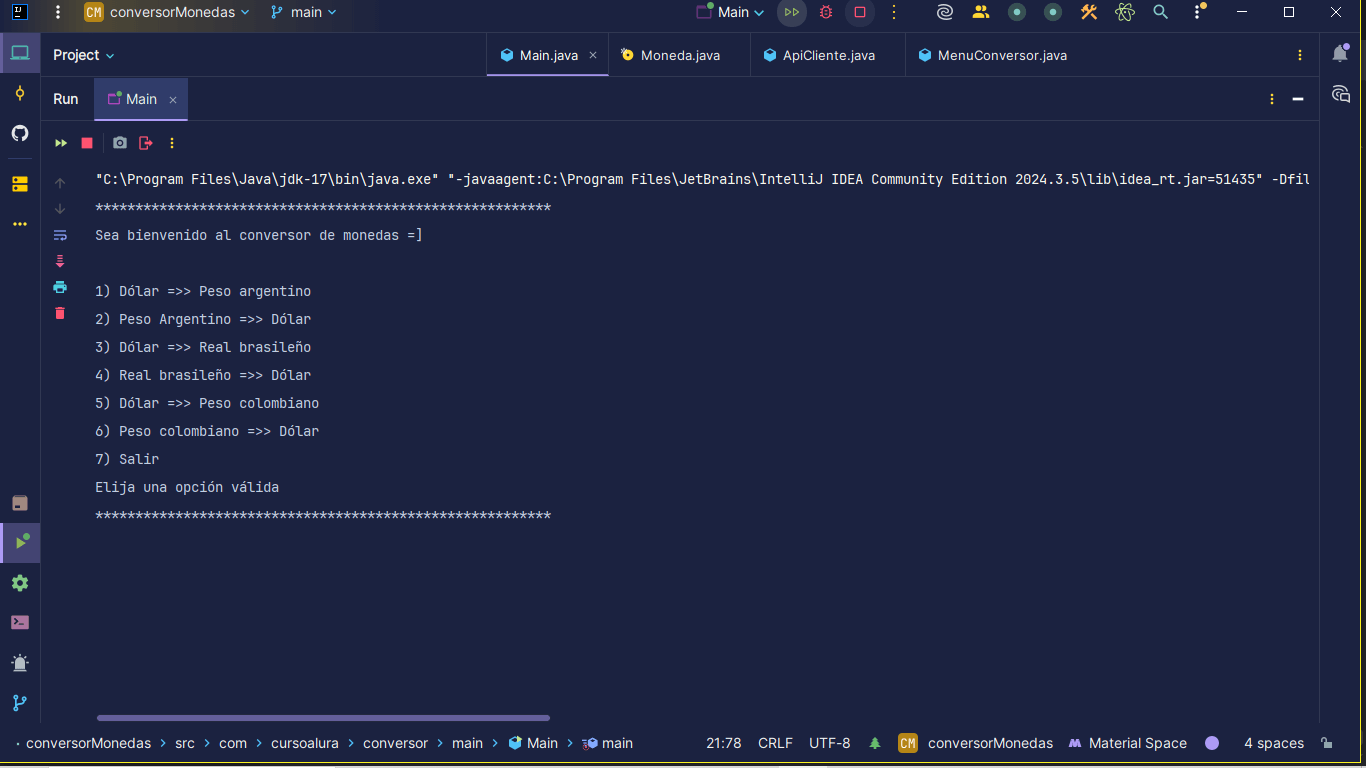 CM conversorMonedas main Main
Project Main.java Moneda.java ApiCliente.java MenuConversor.java
Run Main
"C:\Program Files\Java\jdk-17\bin\java.exe" "-javaagent:C:\Program Files\JetBrains\IntelliJ IDEA Community Edition 2024.3.5\lib\idea_rt.jar=51435" -Dfil
*********************************************************
Sea bienvenido al conversor de monedas =]
1) Dólar =>> Peso argentino
2) Peso Argentino =>> Dólar
3) Dólar =>> Real brasileño
4) Real brasileño =>> Dólar
5) Dólar =>> Peso colombiano
6) Peso colombiano =>> Dólar
7) Salir
Elija una opción válida
*********************************************************
conversorMonedas > src > com > cursoalura > conversor > main > Main > main 21:78 CRLF UTF-8 CM conversorMonedas Material Space 4 spaces